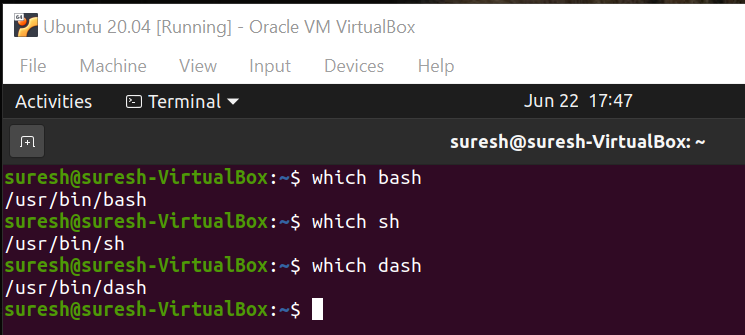 Ubuntu 20.04 [Running] - Oracle VM VirtualBox
File Machine View Input Devices Help
Activities Terminal Jun 22 17:47
suresh@suresh-VirtualBox: ~
suresh@suresh-VirtualBox:~$ which bash
/usr/bin/bash
suresh@suresh-VirtualBox:~$ which sh
/usr/bin/sh
suresh@suresh-VirtualBox:~$ which dash
/usr/bin/dash
suresh@suresh-VirtualBox:~$